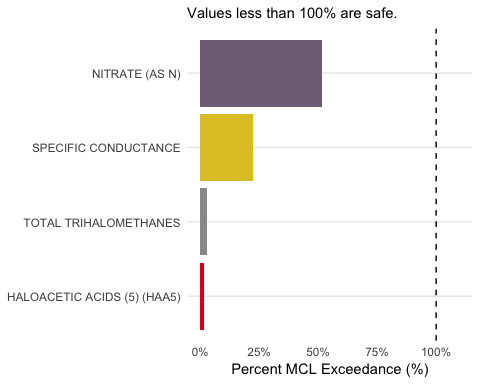 Values less than 100% are safe.
NITRATE (AS N)
SPECIFIC CONDUCTANCE
TOTAL TRIHALOMETHANES
HALOACETIC ACIDS (5) (HAA5)
0% 25% 50% 75% 100%
Percent MCL Exceedance (%)